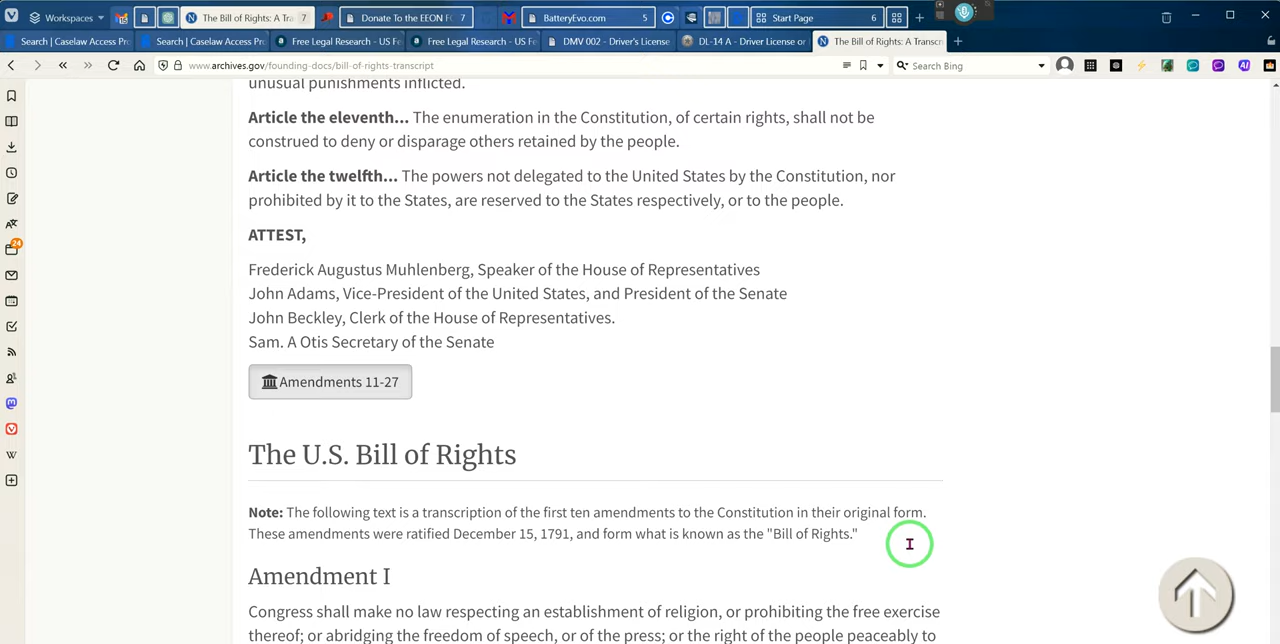 Workspaces
The Bill of Rights: A Tra 7
Donate To the EEON F 7
BatteryEvo.com 5
Start Page 6
Search | Caselaw Access Pr
Search | Caselaw Access Pr
Free Legal Research - US F
Free Legal Research - US F
DMV 002 - Driver's License
DL-14 A - Driver License or
The Bill of Rights: A Transcr
www.archives.gov/founding-docs/bill-of-rights-transcript
Search Bing
AI
24
W
unusual punishments inflicted.
Article the eleventh... The enumeration in the Constitution, of certain rights, shall not be
construed to deny or disparage others retained by the people.
Article the twelfth... The powers not delegated to the United States by the Constitution, nor
prohibited by it to the States, are reserved to the States respectively, or to the people.
ATTEST,
Frederick Augustus Muhlenberg, Speaker of the House of Representatives
John Adams, Vice-President of the United States, and President of the Senate
John Beckley, Clerk of the House of Representatives.
Sam. A Otis Secretary of the Senate
Amendments 11-27
The U.S. Bill of Rights
Note: The following text is a transcription of the first ten amendments to the Constitution in their original form.
These amendments were ratified December 15, 1791, and form what is known as the "Bill of Rights."
Amendment I
Congress shall make no law respecting an establishment of religion, or prohibiting the free exercise
thereof; or abridging the freedom of speech, or of the press; or the right of the people peaceably to